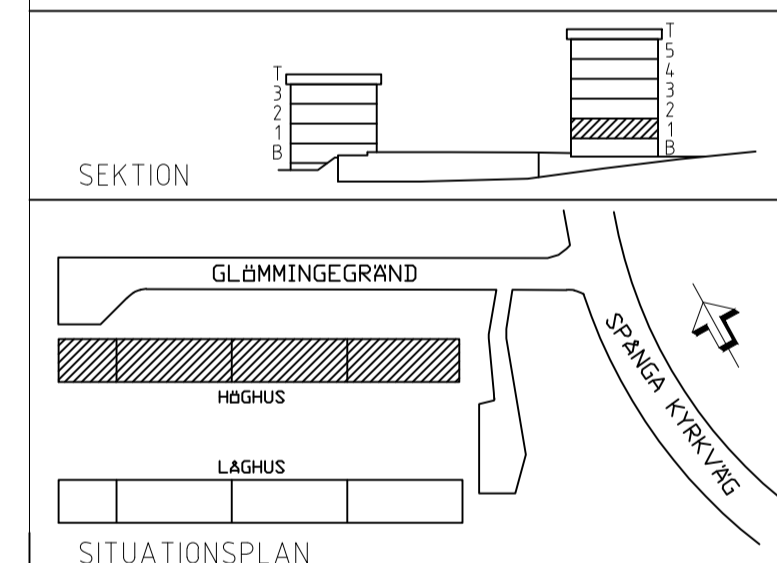 T
3
2
1
B
T
5
4
3
2
1
B
SEKTION
GLÖMMINGEGRÄND
SPÅNGA KYRKVÄG
HÖGHUS
LÅGHUS
SITUATIONSPLAN